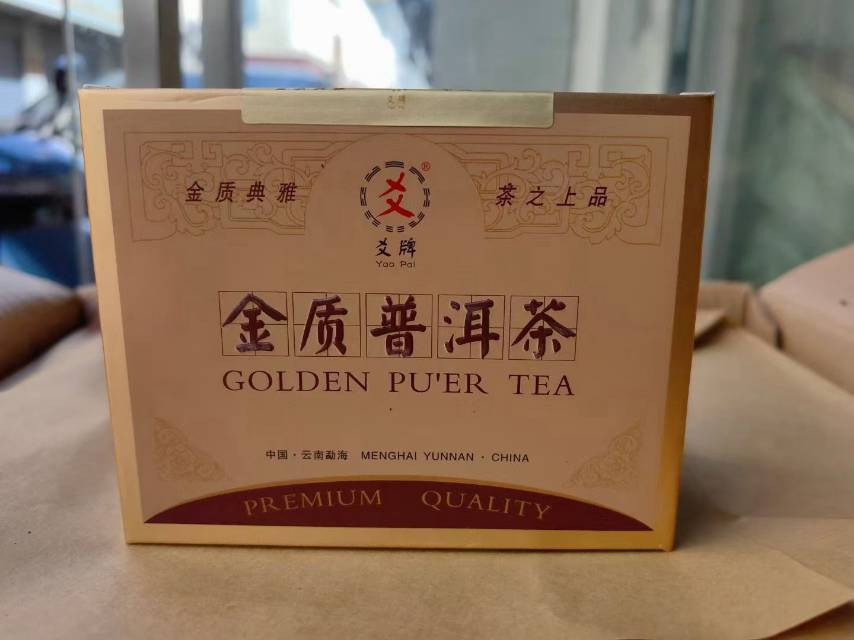 金质典雅
爻
®
茶之上品
爻牌
Yao Pai
金质普洱茶
GOLDEN PU'ER TEA
中国·云南勐海 MENGHAI YUNNAN · CHINA
PREMIUM QUALITY